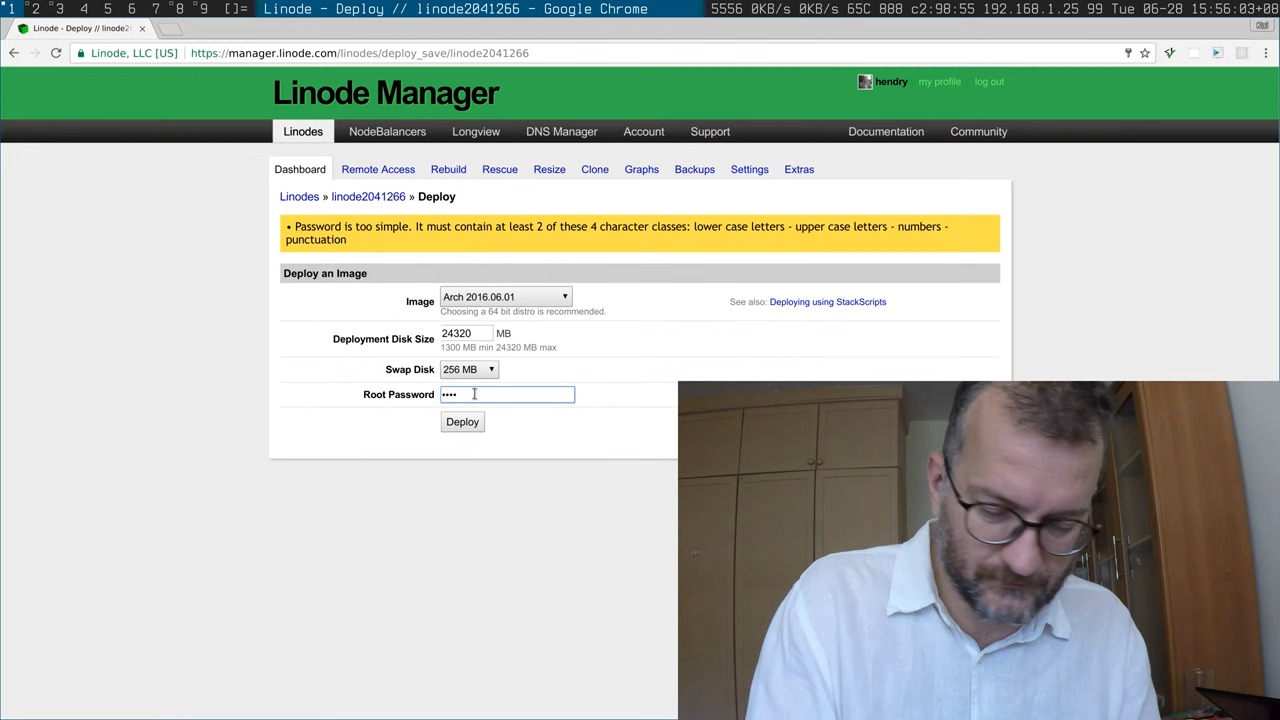 1 2 3 4 5 6 7 8 9 []= Linode - Deploy // linode2041266 - Google Chrome 5556 0KB/s 0KB/s 65C 888 c2:98:55 192.168.1.25 99 Tue 06-28 15:56:03+08
Linode - Deploy // linode2 Kai
Linode, LLC [US] https://manager.linode.com/linodes/deploy_save/linode2041266
Linode Manager hendry my profile log out
Linodes NodeBalancers Longview DNS Manager Account Support Documentation Community
Dashboard Remote Access Rebuild Rescue Resize Clone Graphs Backups Settings Extras
Linodes » linode2041266 » Deploy
• Password is too simple. It must contain at least 2 of these 4 character classes: lower case letters - upper case letters - numbers -
punctuation
Deploy an Image
Image Arch 2016.06.01 See also: Deploying using StackScripts
Choosing a 64 bit distro is recommended.
Deployment Disk Size 24320 MB
1300 MB min 24320 MB max
Swap Disk 256 MB
Root Password ••••
Deploy